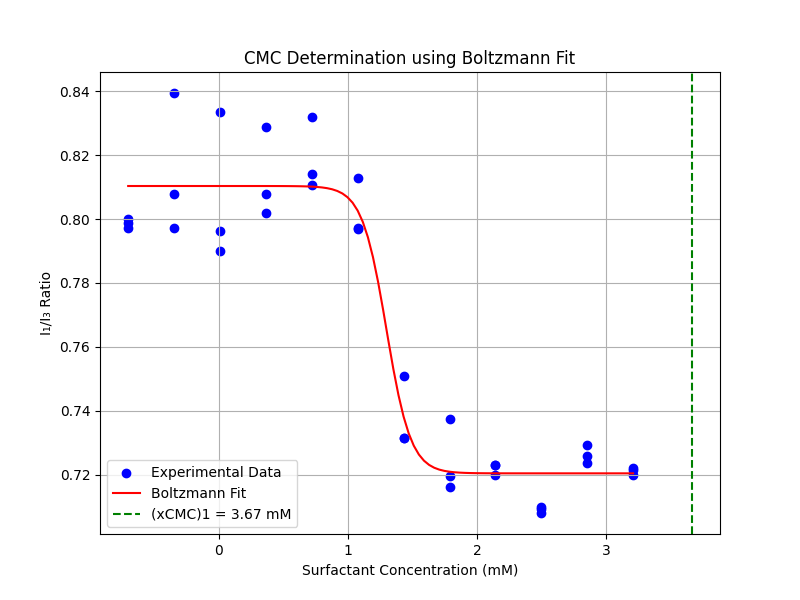 CMC Determination using Boltzmann Fit
I₁/I₃ Ratio
0.84
0.82
0.80
0.78
0.76
0.74
0.72
Experimental Data
Boltzmann Fit
(xCMC)1 = 3.67 mM
0 1 2 3
Surfactant Concentration (mM)